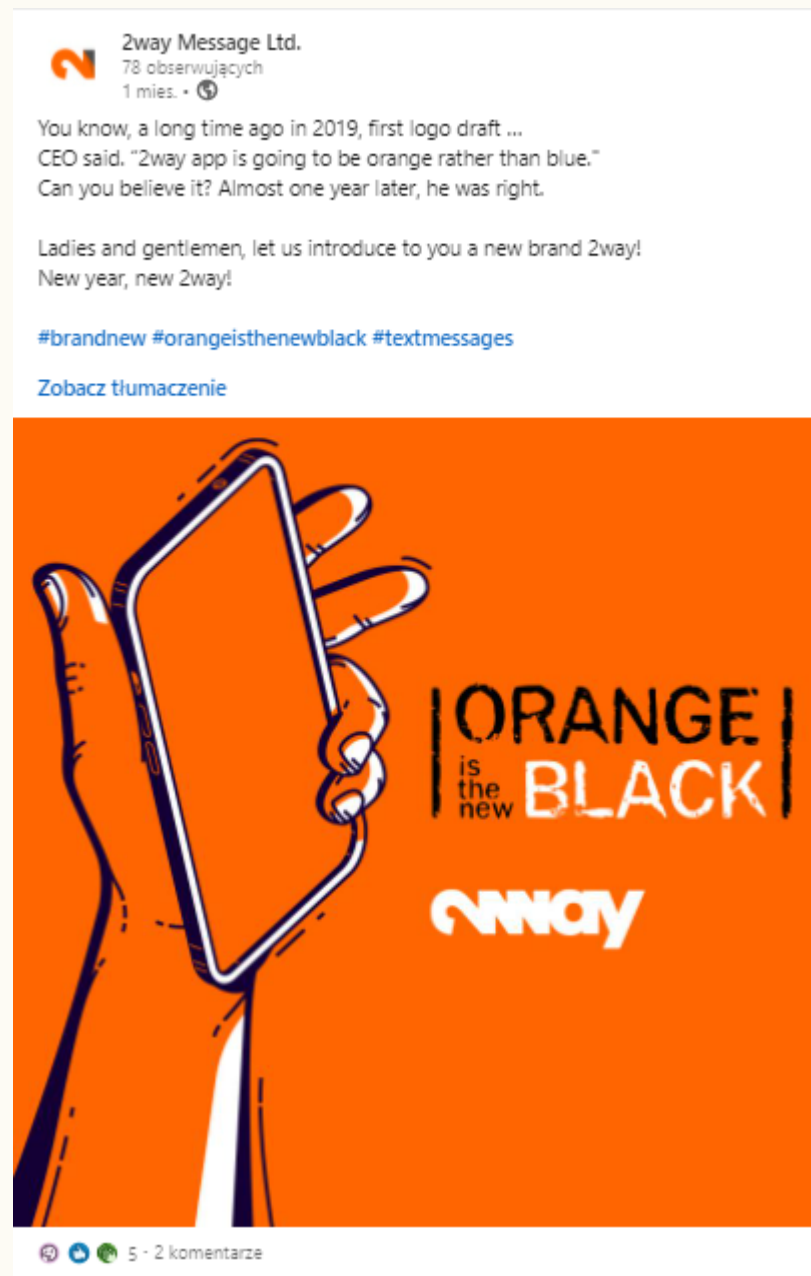 2way Message Ltd.
78 obserwujących
1 mies. •
You know, a long time ago in 2019, first logo draft ...
CEO said. "2way app is going to be orange rather than blue."
Can you believe it? Almost one year later, he was right.
Ladies and gentlemen, let us introduce to you a new brand 2way!
New year, new 2way!
#brandnew #orangeisthenewblack #textmessages
Zobacz tłumaczenie
ORANGE
is
the
new BLACK
2way
5 · 2 komentarze